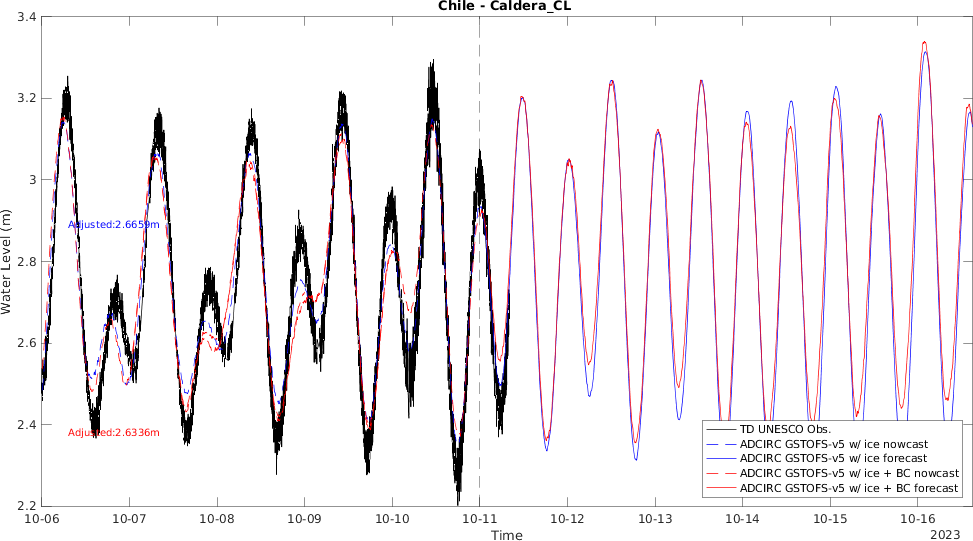 Chile - Caldera_CL
3.4
3.2
3
2.8
2.6
2.4
2.2
Water Level (m)
Adjusted:2.6659m
Adjusted:2.6336m
TD UNESCO Obs.
ADCIRC GSTOFS-v5 w/ ice nowcast
ADCIRC GSTOFS-v5 w/ ice forecast
ADCIRC GSTOFS-v5 w/ ice + BC nowcast
ADCIRC GSTOFS-v5 w/ ice + BC forecast
10-06 10-07 10-08 10-09 10-10 10-11 10-12 10-13 10-14 10-15 10-16
Time
2023